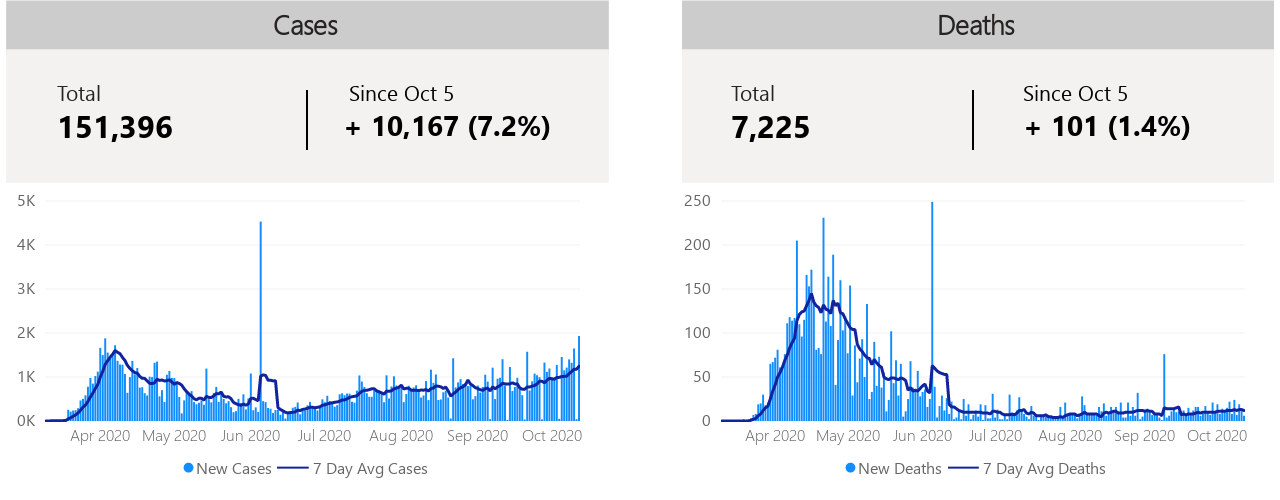 Cases
Total
151,396
Since Oct 5
+ 10,167 (7.2%)
5K
4K
3K
2K
1K
0K
Apr 2020 May 2020 Jun 2020 Jul 2020 Aug 2020 Sep 2020 Oct 2020
New Cases 7 Day Avg Cases
Deaths
Total
7,225
Since Oct 5
+ 101 (1.4%)
250
200
150
100
50
0
Apr 2020 May 2020 Jun 2020 Jul 2020 Aug 2020 Sep 2020 Oct 2020
New Deaths 7 Day Avg Deaths